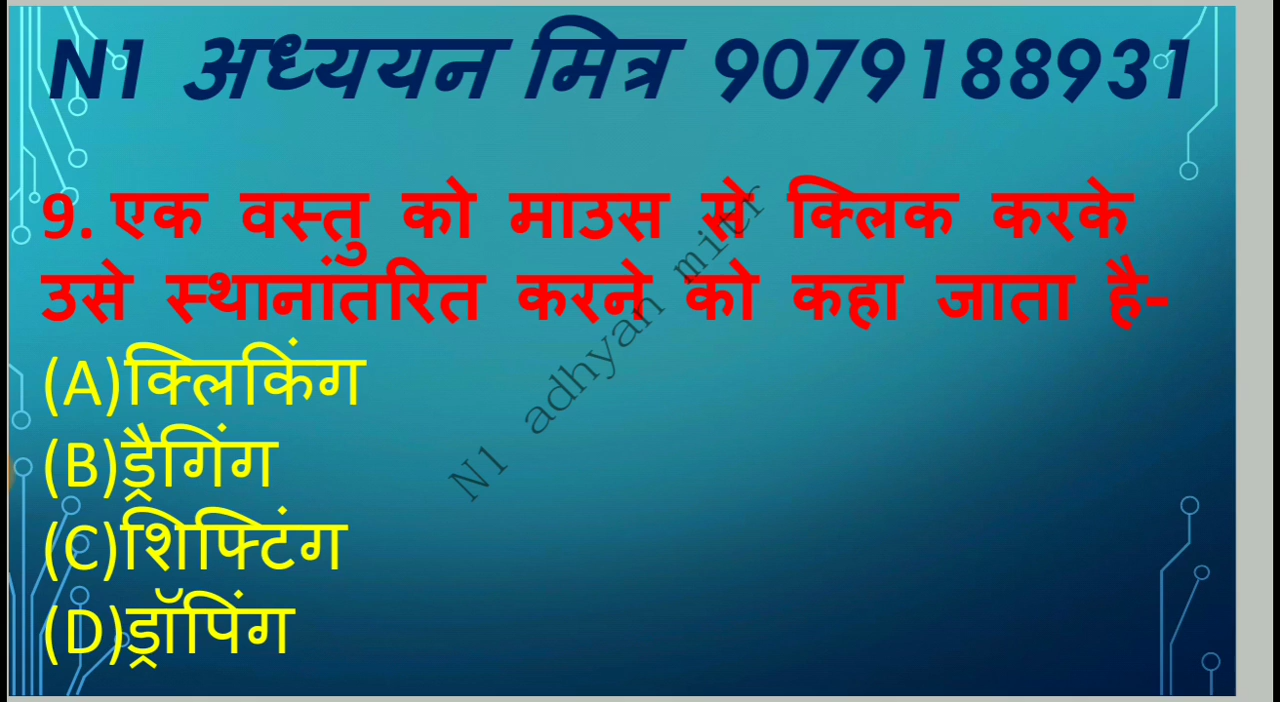 N1 अध्ययन मित्र 9079188931
9. एक वस्तु को माउस से क्लिक करके
उसे स्थानांतरित करने को कहा जाता है-
(A)क्लिकिंग
(B)ड्रैगिंग
(C)शिफ्टिंग
(D)ड्रॉपिंग
N1 adhyan mitr